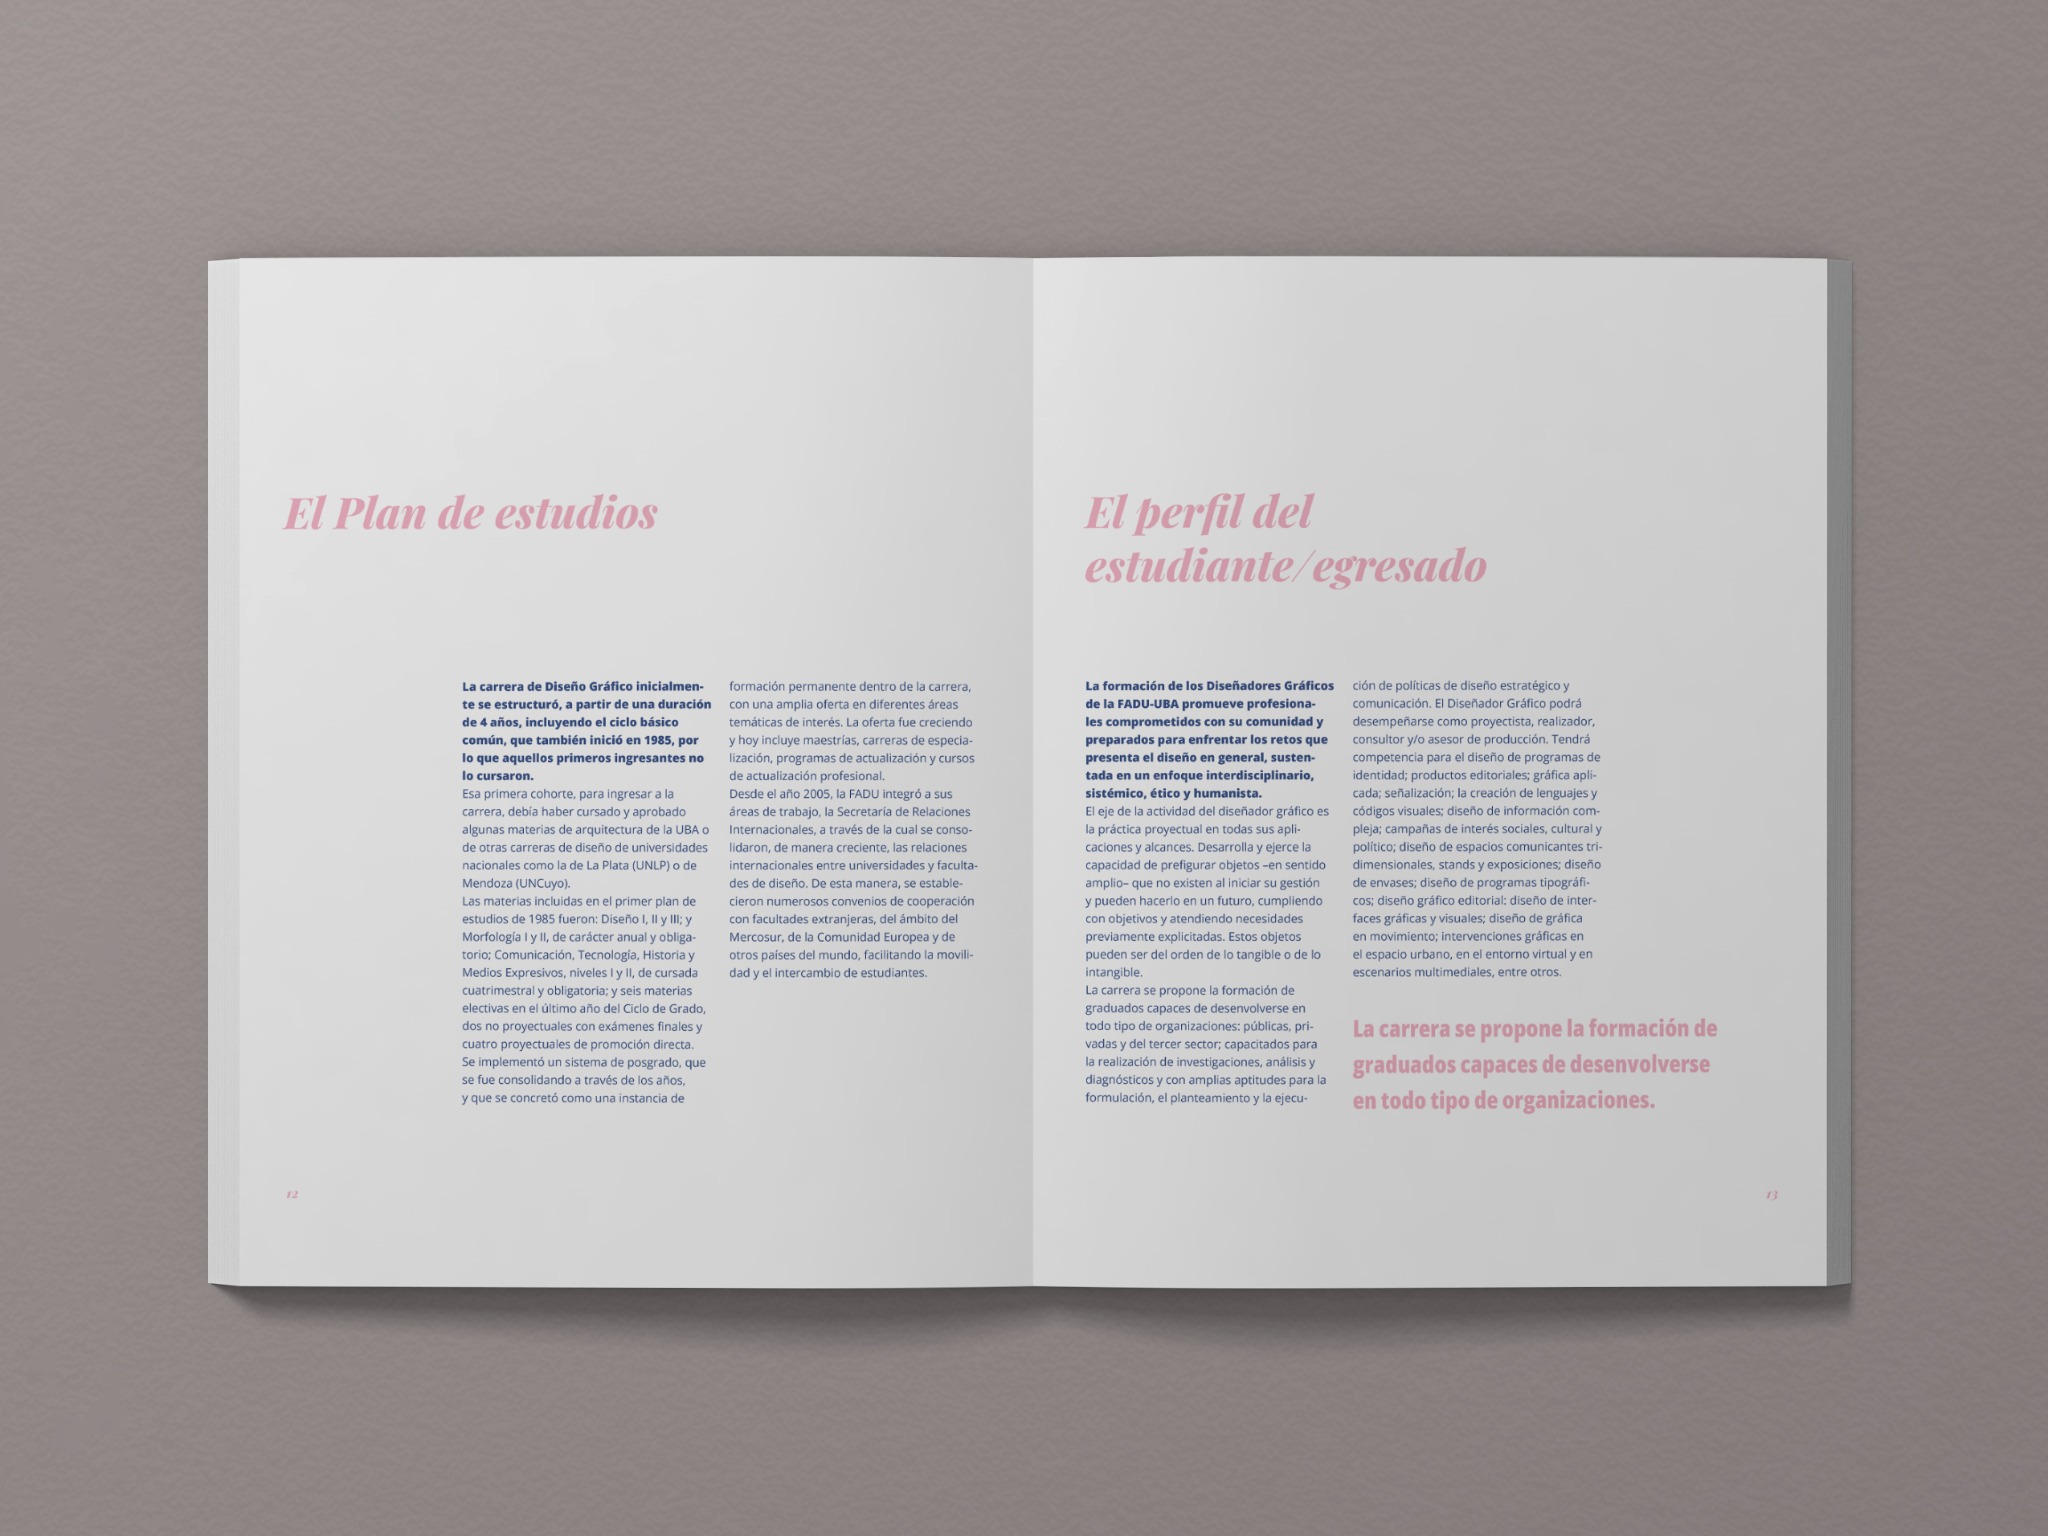 El Plan de estudios
La carrera de Diseño Gráfico inicialmen-
te se estructuró, a partir de una duración
de 4 años, incluyendo el ciclo básico
común, que también inició en 1985, por
lo que aquellos primeros ingresantes no
lo cursaron.
Esa primera cohorte, para ingresar a la
carrera, debía haber cursado y aprobado
algunas materias de arquitectura de la UBA o
de otras carreras de diseño de universidades
nacionales como la de La Plata (UNLP) o de
Mendoza (UNCuyo).
Las materias incluidas en el primer plan de
estudios de 1985 fueron: Diseño I, II y III; y
Morfología I y II, de carácter anual y obliga-
torio; Comunicación, Tecnología, Historia y
Medios Expresivos, niveles I y II, de cursada
cuatrimestral y obligatoria; y seis materias
electivas en el último año del Ciclo de Grado,
dos no proyectuales con exámenes finales y
cuatro proyectuales de promoción directa.
Se implementó un sistema de posgrado, que
se fue consolidando a través de los años,
y que se concretó como una instancia de
formación permanente dentro de la carrera,
con una amplia oferta en diferentes áreas
temáticas de interés. La oferta fue creciendo
y hoy incluye maestrías, carreras de especia-
lización, programas de actualización y cursos
de actualización profesional.
Desde el año 2005, la FADU integró a sus
áreas de trabajo, la Secretaría de Relaciones
Internacionales, a través de la cual se conso-
lidaron, de manera creciente, las relaciones
internacionales entre universidades y faculta-
des de diseño. De esta manera, se estable-
cieron numerosos convenios de cooperación
con facultades extranjeras, del ámbito del
Mercosur, de la Comunidad Europea y de
otros países del mundo, facilitando la movili-
dad y el intercambio de estudiantes.
12
El perfil del
estudiante/egresado
La formación de los Diseñadores Gráficos
de la FADU-UBA promueve profesiona-
les comprometidos con su comunidad y
preparados para enfrentar los retos que
presenta el diseño en general, susten-
tada en un enfoque interdisciplinario,
sistémico, ético y humanista.
El eje de la actividad del diseñador gráfico es
la práctica proyectual en todas sus apli-
caciones y alcances. Desarrolla y ejerce la
capacidad de prefigurar objetos –en sentido
amplio– que no existen al iniciar su gestión
y pueden hacerlo en un futuro, cumpliendo
con objetivos y atendiendo necesidades
previamente explicitadas. Estos objetos
pueden ser del orden de lo tangible o de lo
intangible.
La carrera se propone la formación de
graduados capaces de desenvolverse en
todo tipo de organizaciones: públicas, pri-
vadas y del tercer sector; capacitados para
la realización de investigaciones, análisis y
diagnósticos y con amplias aptitudes para la
formulación, el planteamiento y la ejecu-
ción de políticas de diseño estratégico y
comunicación. El Diseñador Gráfico podrá
desempeñarse como proyectista, realizador,
consultor y/o asesor de producción. Tendrá
competencia para el diseño de programas de
identidad; productos editoriales; gráfica apli-
cada; señalización; la creación de lenguajes y
códigos visuales; diseño de información com-
pleja; campañas de interés sociales, cultural y
político; diseño de espacios comunicantes tri-
dimensionales, stands y exposiciones; diseño
de envases; diseño de programas tipográfi-
cos; diseño gráfico editorial: diseño de inter-
faces gráficas y visuales; diseño de gráfica
en movimiento; intervenciones gráficas en
el espacio urbano, en el entorno virtual y en
escenarios multimediales, entre otros.
La carrera se propone la formación de
graduados capaces de desenvolverse
en todo tipo de organizaciones.
13